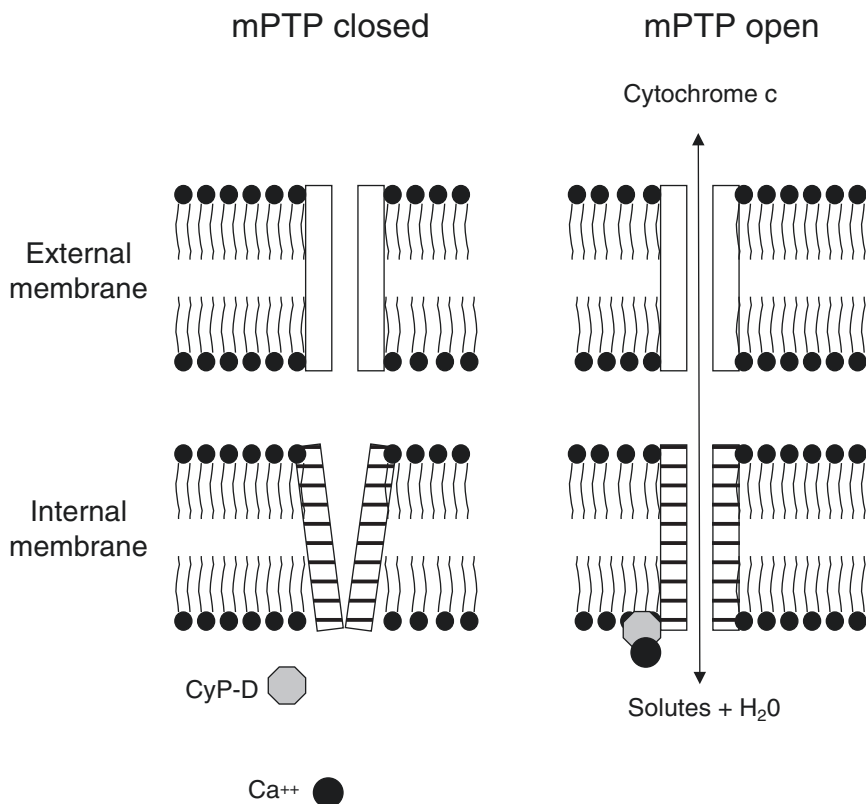 mPTP closed
mPTP open
Cytochrome c
External
membrane
Internal
membrane
CyP-D
Solutes + H₂0
Ca⁺⁺